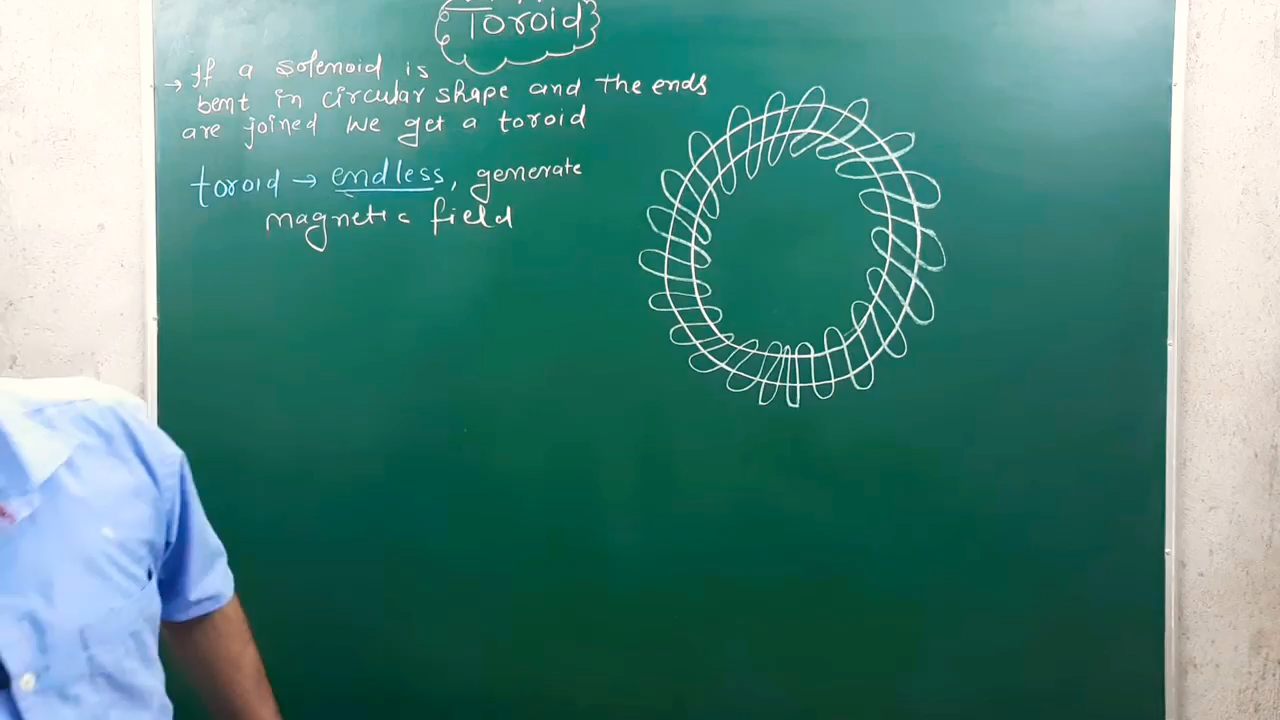 Toroid
→ If a solenoid is
bent in circular shape and the ends
are joined we get a toroid
toroid → endless, generate
magnetic field